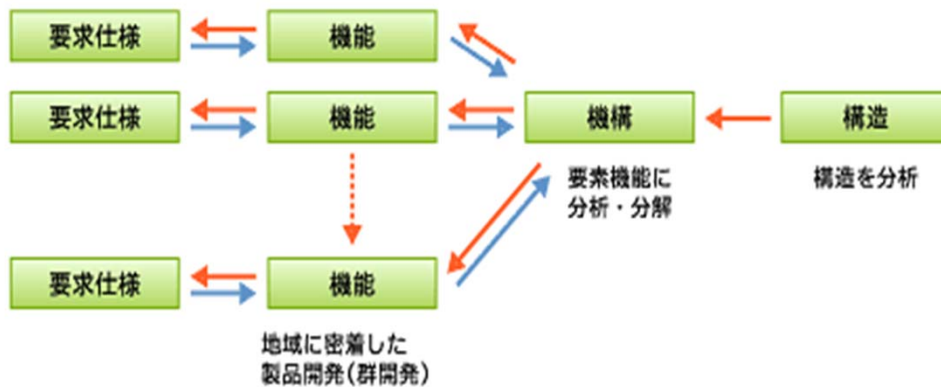 要求仕様
機能
要求仕様
機能
機構
構造
要素機能に
分析・分解
構造を分析
要求仕様
機能
地域に密着した
製品開発(群開発)